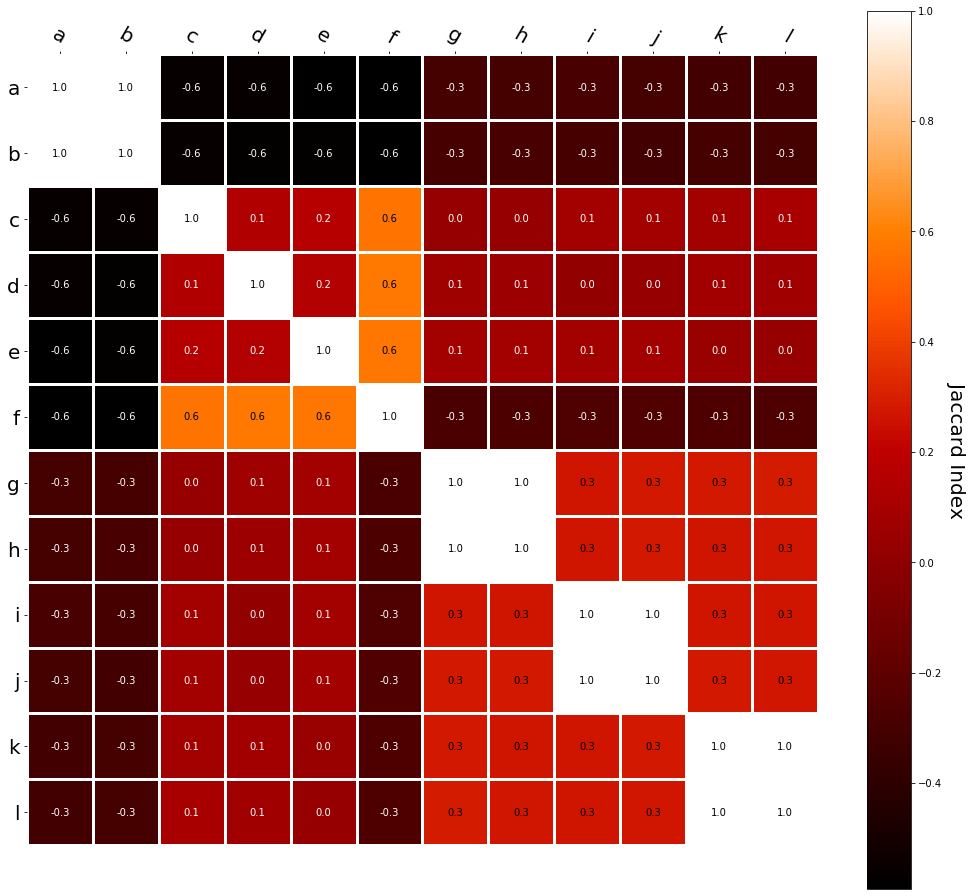 a b c d e f g h i j k l
a 1.0 1.0 -0.6 -0.6 -0.6 -0.6 -0.3 -0.3 -0.3 -0.3 -0.3 -0.3
b 1.0 1.0 -0.6 -0.6 -0.6 -0.6 -0.3 -0.3 -0.3 -0.3 -0.3 -0.3
c -0.6 -0.6 1.0 0.1 0.2 0.6 0.0 0.0 0.1 0.1 0.1 0.1
d -0.6 -0.6 0.1 1.0 0.2 0.6 0.1 0.1 0.0 0.0 0.1 0.1
e -0.6 -0.6 0.2 0.2 1.0 0.6 0.1 0.1 0.1 0.1 0.0 0.0
f -0.6 -0.6 0.6 0.6 0.6 1.0 -0.3 -0.3 -0.3 -0.3 -0.3 -0.3
g -0.3 -0.3 0.0 0.1 0.1 -0.3 1.0 1.0 0.3 0.3 0.3 0.3
h -0.3 -0.3 0.0 0.1 0.1 -0.3 1.0 1.0 0.3 0.3 0.3 0.3
i -0.3 -0.3 0.1 0.0 0.1 -0.3 0.3 0.3 1.0 1.0 0.3 0.3
j -0.3 -0.3 0.1 0.0 0.1 -0.3 0.3 0.3 1.0 1.0 0.3 0.3
k -0.3 -0.3 0.1 0.1 0.0 -0.3 0.3 0.3 0.3 0.3 1.0 1.0
l -0.3 -0.3 0.1 0.1 0.0 -0.3 0.3 0.3 0.3 0.3 1.0 1.0
1.0
0.8
0.6
0.4
0.2
0.0
−0.2
−0.4
Jaccard Index